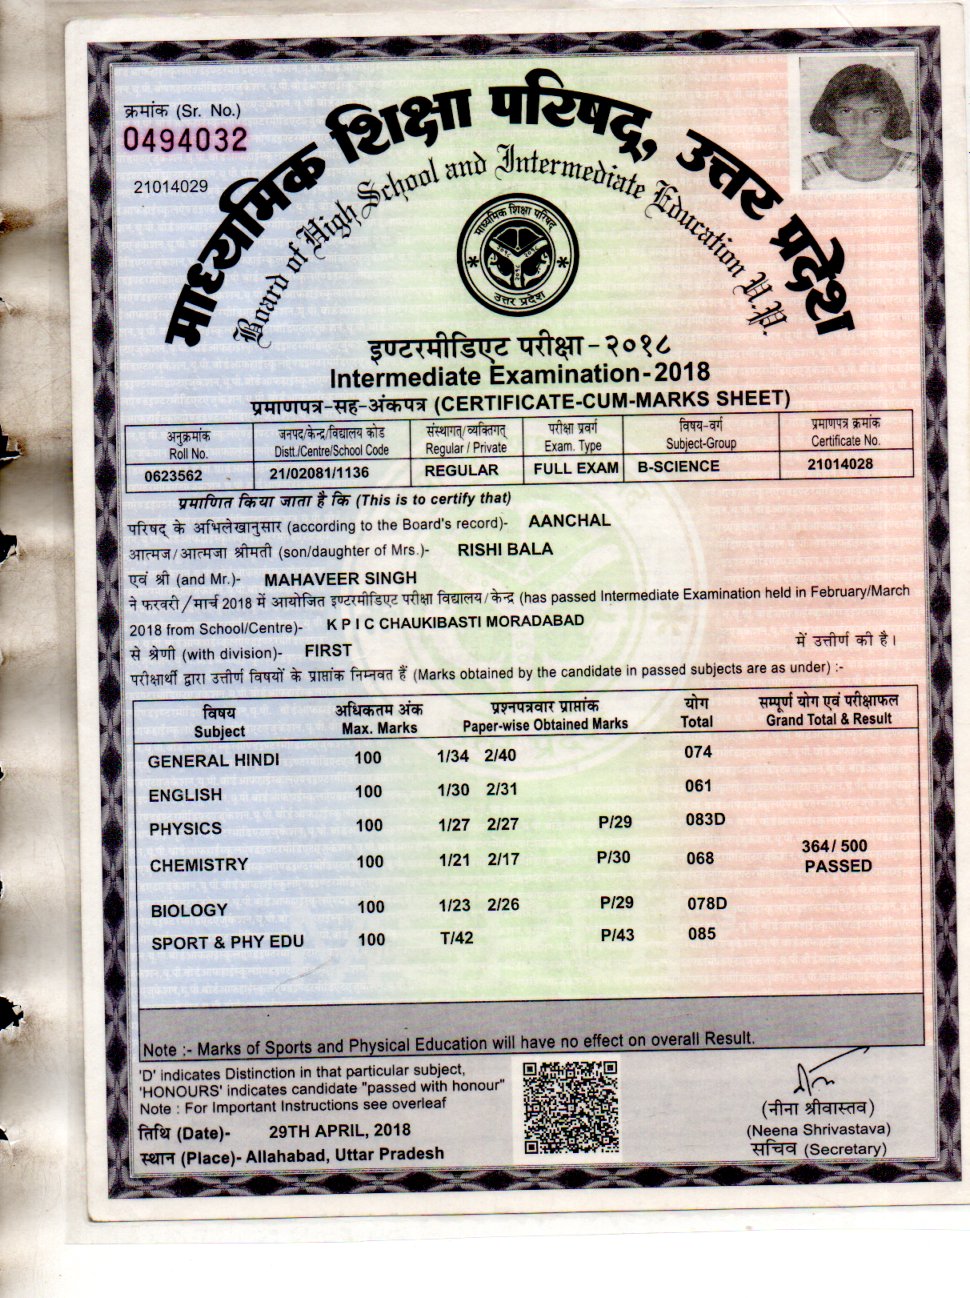 क्रमांक (Sr. No.)
0494032
21014029
माध्यमिक शिक्षा परिषद्, उत्तर प्रदेश
Board of High School and Intermediate Education U.P.
माध्यमिक शिक्षा परिषद
उत्तर प्रदेश
इण्टरमीडिएट परीक्षा-२०१८
Intermediate Examination-2018
प्रमाणपत्र-सह-अंकपत्र (CERTIFICATE-CUM-MARKS SHEET)
अनुक्रमांक जनपद/केन्द्र/विद्यालय कोड संस्थागत्/व्यक्तिगत् परीक्षा प्रवर्ग विषय-वर्ग प्रमाणपत्र क्रमांक
Roll No. Distt./Centre/School Code Regular / Private Exam. Type Subject-Group Certificate No.
0623562 21/02081/1136 REGULAR FULL EXAM B-SCIENCE 21014028
प्रमाणित किया जाता है कि (This is to certify that)
परिषद् के अभिलेखानुसार (according to the Board's record)- AANCHAL
आत्मज/आत्मजा श्रीमती (son/daughter of Mrs.)- RISHI BALA
एवं श्री (and Mr.)- MAHAVEER SINGH
ने फरवरी/मार्च 2018 में आयोजित इण्टरमीडिएट परीक्षा विद्यालय/केन्द्र (has passed Intermediate Examination held in February/March
2018 from School/Centre)- K P I C CHAUKIBASTI MORADABAD
से श्रेणी (with division)- FIRST में उत्तीर्ण की है।
परीक्षार्थी द्वारा उत्तीर्ण विषयों के प्राप्तांक निम्नवत हैं (Marks obtained by the candidate in passed subjects are as under) :-
विषय अधिकतम अंक प्रश्नपत्रवार प्राप्तांक योग सम्पूर्ण योग एवं परीक्षाफल
Subject Max. Marks Paper-wise Obtained Marks Total Grand Total & Result
GENERAL HINDI 100 1/34 2/40 074
ENGLISH 100 1/30 2/31 061
PHYSICS 100 1/27 2/27 P/29 083D
364/ 500
CHEMISTRY 100 1/21 2/17 P/30 068
PASSED
BIOLOGY 100 1/23 2/26 P/29 078D
SPORT & PHY EDU 100 T/42 P/43 085
Note :- Marks of Sports and Physical Education will have no effect on overall Result.
'D' indicates Distinction in that particular subject,
'HONOURS' indicates candidate "passed with honour"
Note : For Important Instructions see overleaf
तिथि (Date)- 29TH APRIL, 2018
स्थान (Place)- Allahabad, Uttar Pradesh
(नीना श्रीवास्तव)
(Neena Shrivastava)
सचिव (Secretary)